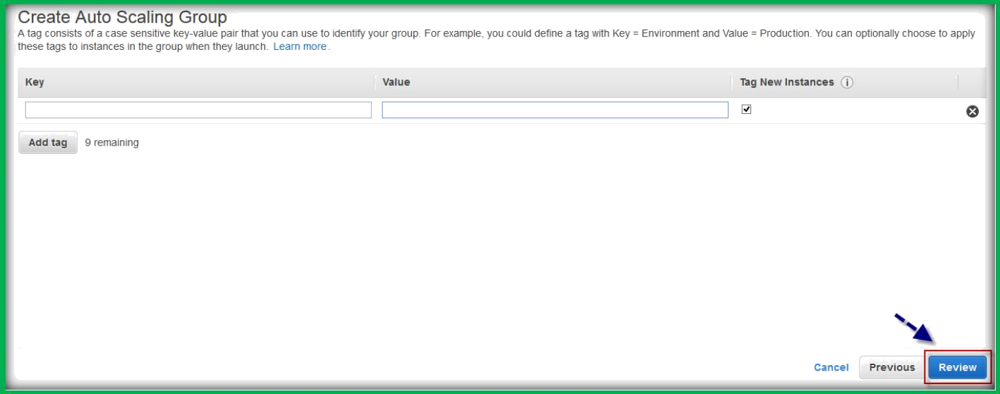 Create Auto Scaling Group
A tag consists of a case sensitive key-value pair that you can use to identify your group. For example, you could define a tag with Key = Environment and Value = Production. You can optionally choose to apply
these tags to instances in the group when they launch. Learn more.
Key Value Tag New Instances i
Add tag 9 remaining
Cancel Previous Review